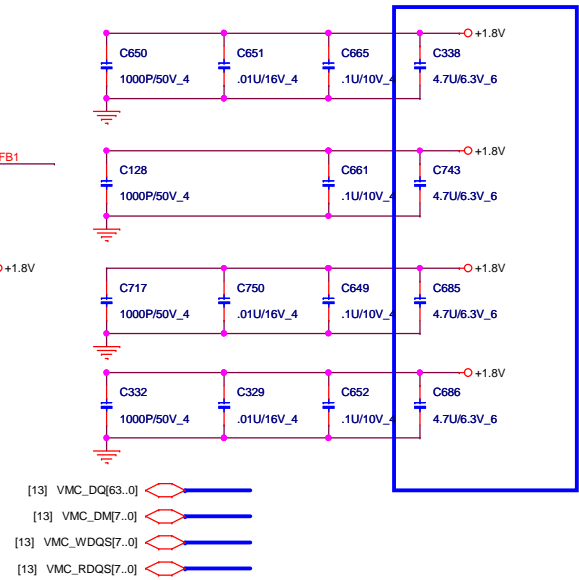 +1.8V
C650 C651 C665 C338
1000P/50V_4 .01U/16V_4 .1U/10V_4 4.7U/6.3V_6
+1.8V
FB1
C128 C661 C743
1000P/50V_4 .1U/10V_4 4.7U/6.3V_6
+1.8V +1.8V
C717 C750 C649 C685
1000P/50V_4 .01U/16V_4 .1U/10V_4 4.7U/6.3V_6
+1.8V
C332 C329 C652 C686
1000P/50V_4 .01U/16V_4 .1U/10V_4 4.7U/6.3V_6
[13] VMC_DQ[63..0]
[13] VMC_DM[7..0]
[13] VMC_WDQS[7..0]
[13] VMC_RDQS[7..0]